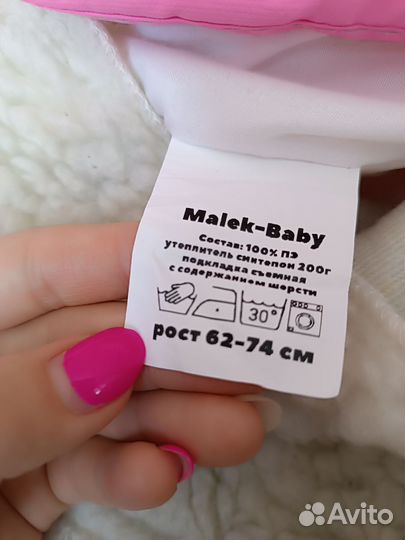 Malek-Baby
Состав: 100% ПЭ
утеплитель синтепон 200г
подкладка съемная
с содержанием шерсти
30°
рост 62-74 см
Avito